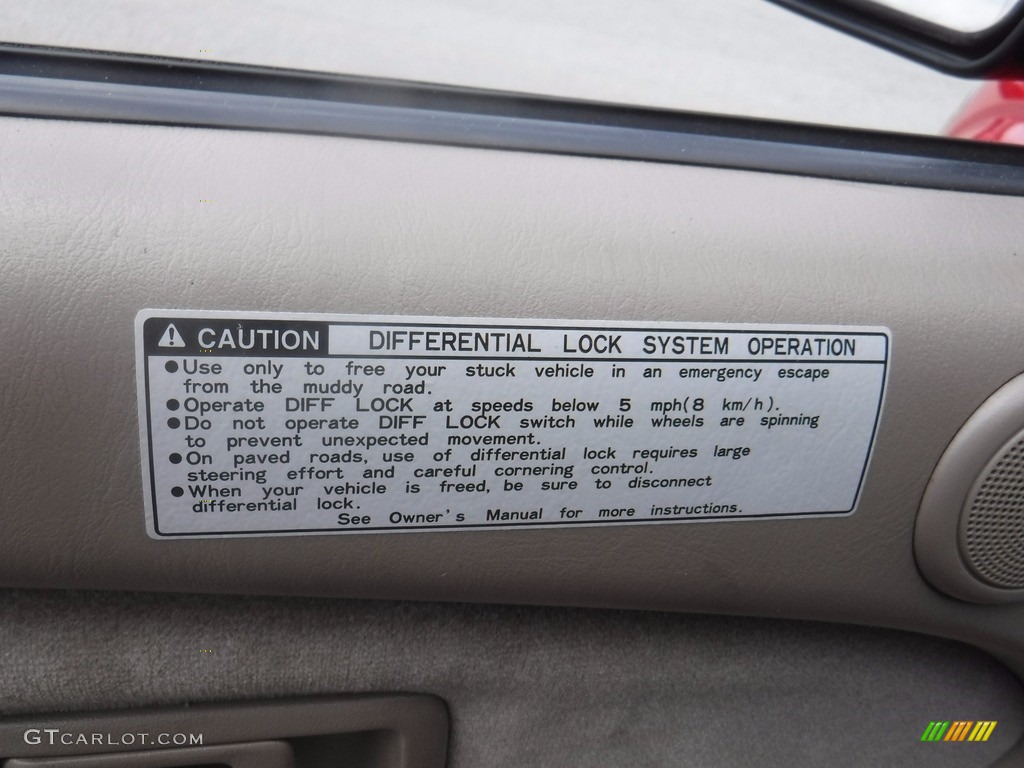 CAUTION DIFFERENTIAL LOCK SYSTEM OPERATION
●Use only to free your stuck vehicle in an emergency escape
from the muddy road.
●Operate DIFF LOCK at speeds below 5 mph(8 km/h).
●Do not operate DIFF LOCK switch while wheels are spinning
to prevent unexpected movement.
●On paved roads, use of differential lock requires large
steering effort and careful cornering control.
●When your vehicle is freed, be sure to disconnect
differential lock.
See Owner's Manual for more instructions.
GTCARLOT.COM